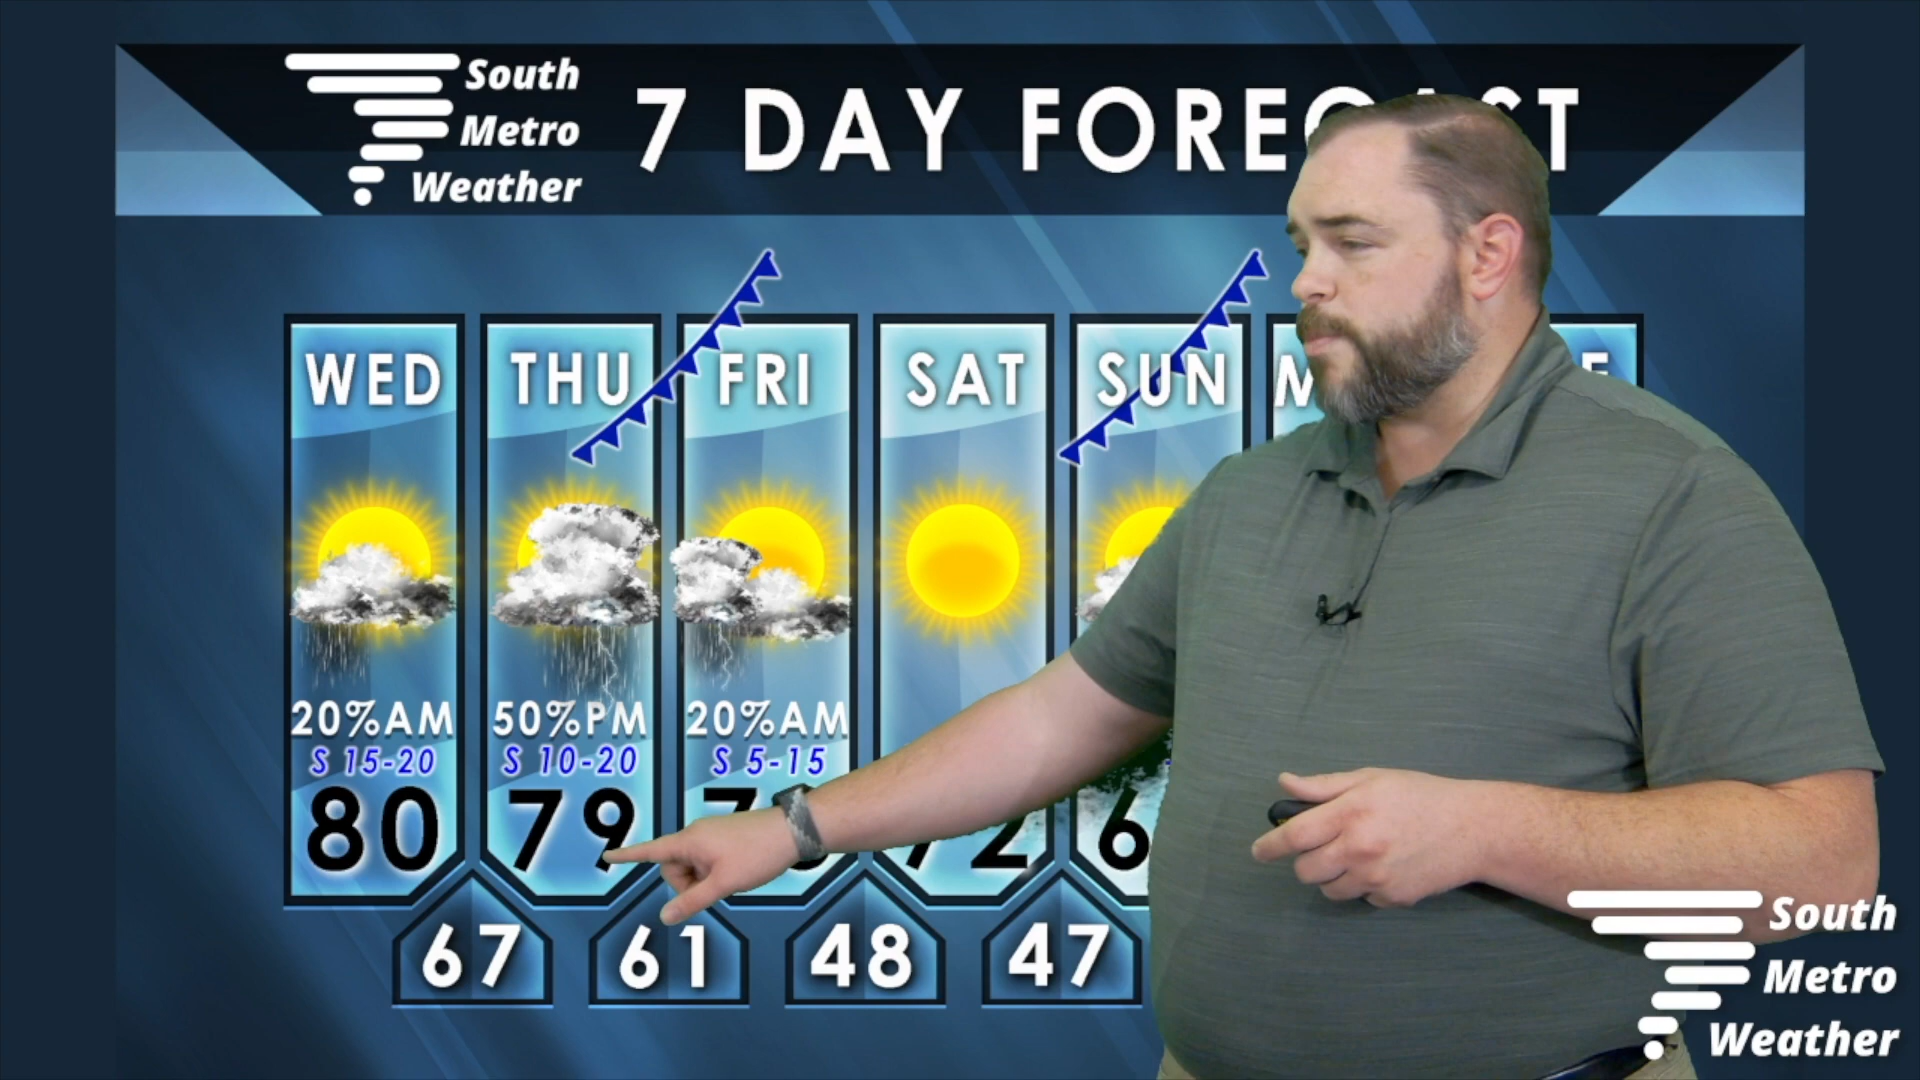 South
Metro
Weather
7 DAY
WED THU FRI SAT SUN
20%AM 50%PM 20%AM
S 15-20 S 10-20 S 5-15
80 79
67 61 48 47
South
Metro
Weather